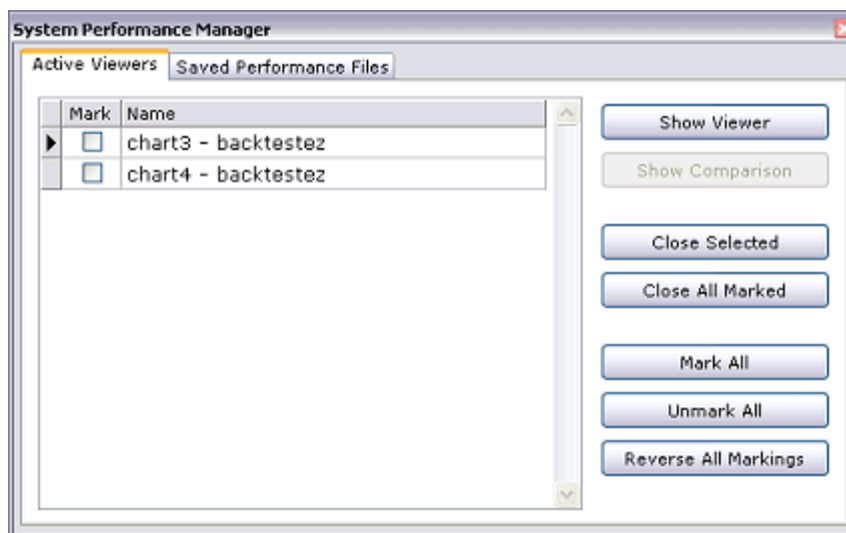 System Performance Manager
Active Viewers
Saved Performance Files
Mark Name
chart3 - backtestez
chart4 - backtestez
Show Viewer
Show Comparison
Close Selected
Close All Marked
Mark All
Unmark All
Reverse All Markings